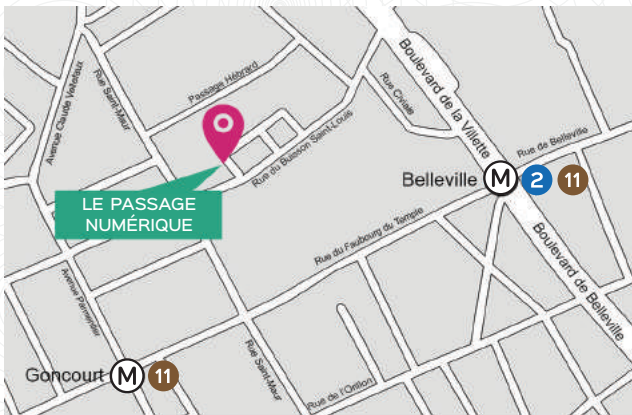 Boulevard de la Villette
Passage Hébrard
Rue Saint-Maur
Avenue Claude Vellefaux
Rue Civiale
Rue de Belleville
Rue du Buisson Saint-Louis
Belleville M 2 11
LE PASSAGE
NUMÉRIQUE
Rue du Faubourg du Temple
Boulevard de Belleville
Avenue Parmentier
Rue Saint-Maur
Goncourt M 11
Rue de l'Orillon